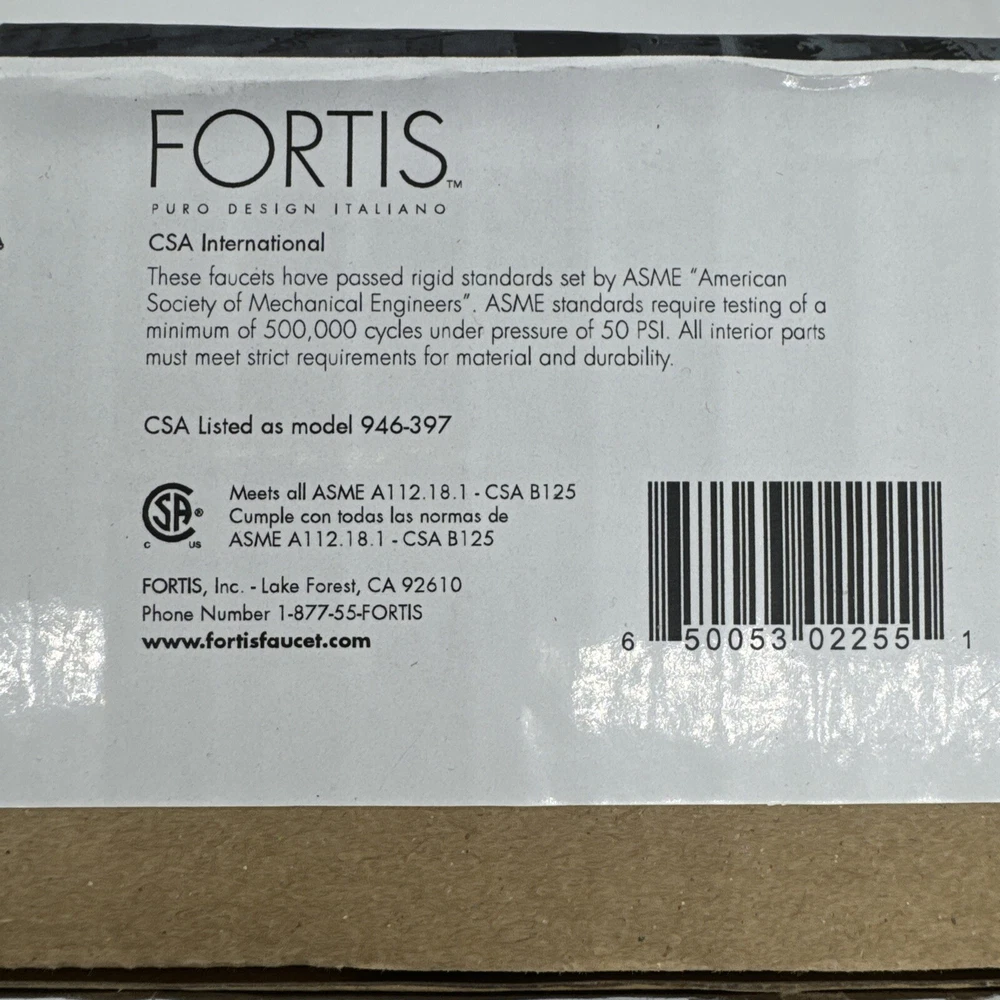 FORTIS™
PURO DESIGN ITALIANO
CSA International
These faucets have passed rigid standards set by ASME "American
Society of Mechanical Engineers". ASME standards require testing of a
minimum of 500,000 cycles under pressure of 50 PSI. All interior parts
must meet strict requirements for material and durability.
CSA Listed as model 946-397
CSA®
C US
Meets all ASME A112.18.1 - CSA B125
Cumple con todas las normas de
ASME A112.18.1 - CSA B125
FORTIS, Inc. - Lake Forest, CA 92610
Phone Number 1-877-55-FORTIS
www.fortisfaucet.com
6 50053 02255 1